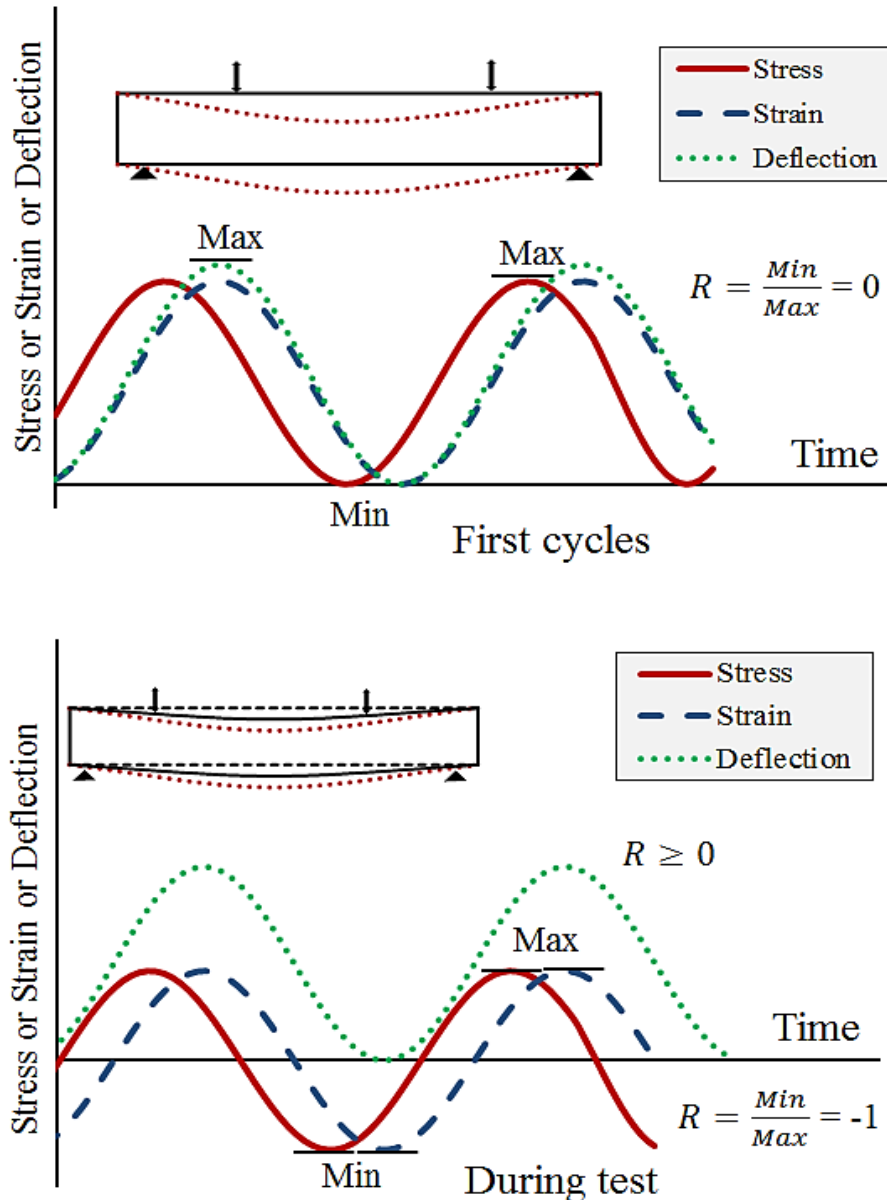 Stress or Strain or Deflection
Stress
Strain
Deflection
Max
Max
R = Min/Max = 0
Time
Min
First cycles
Stress or Strain or Deflection
Stress
Strain
Deflection
R ≥ 0
Max
Time
R = Min/Max = -1
Min
During test